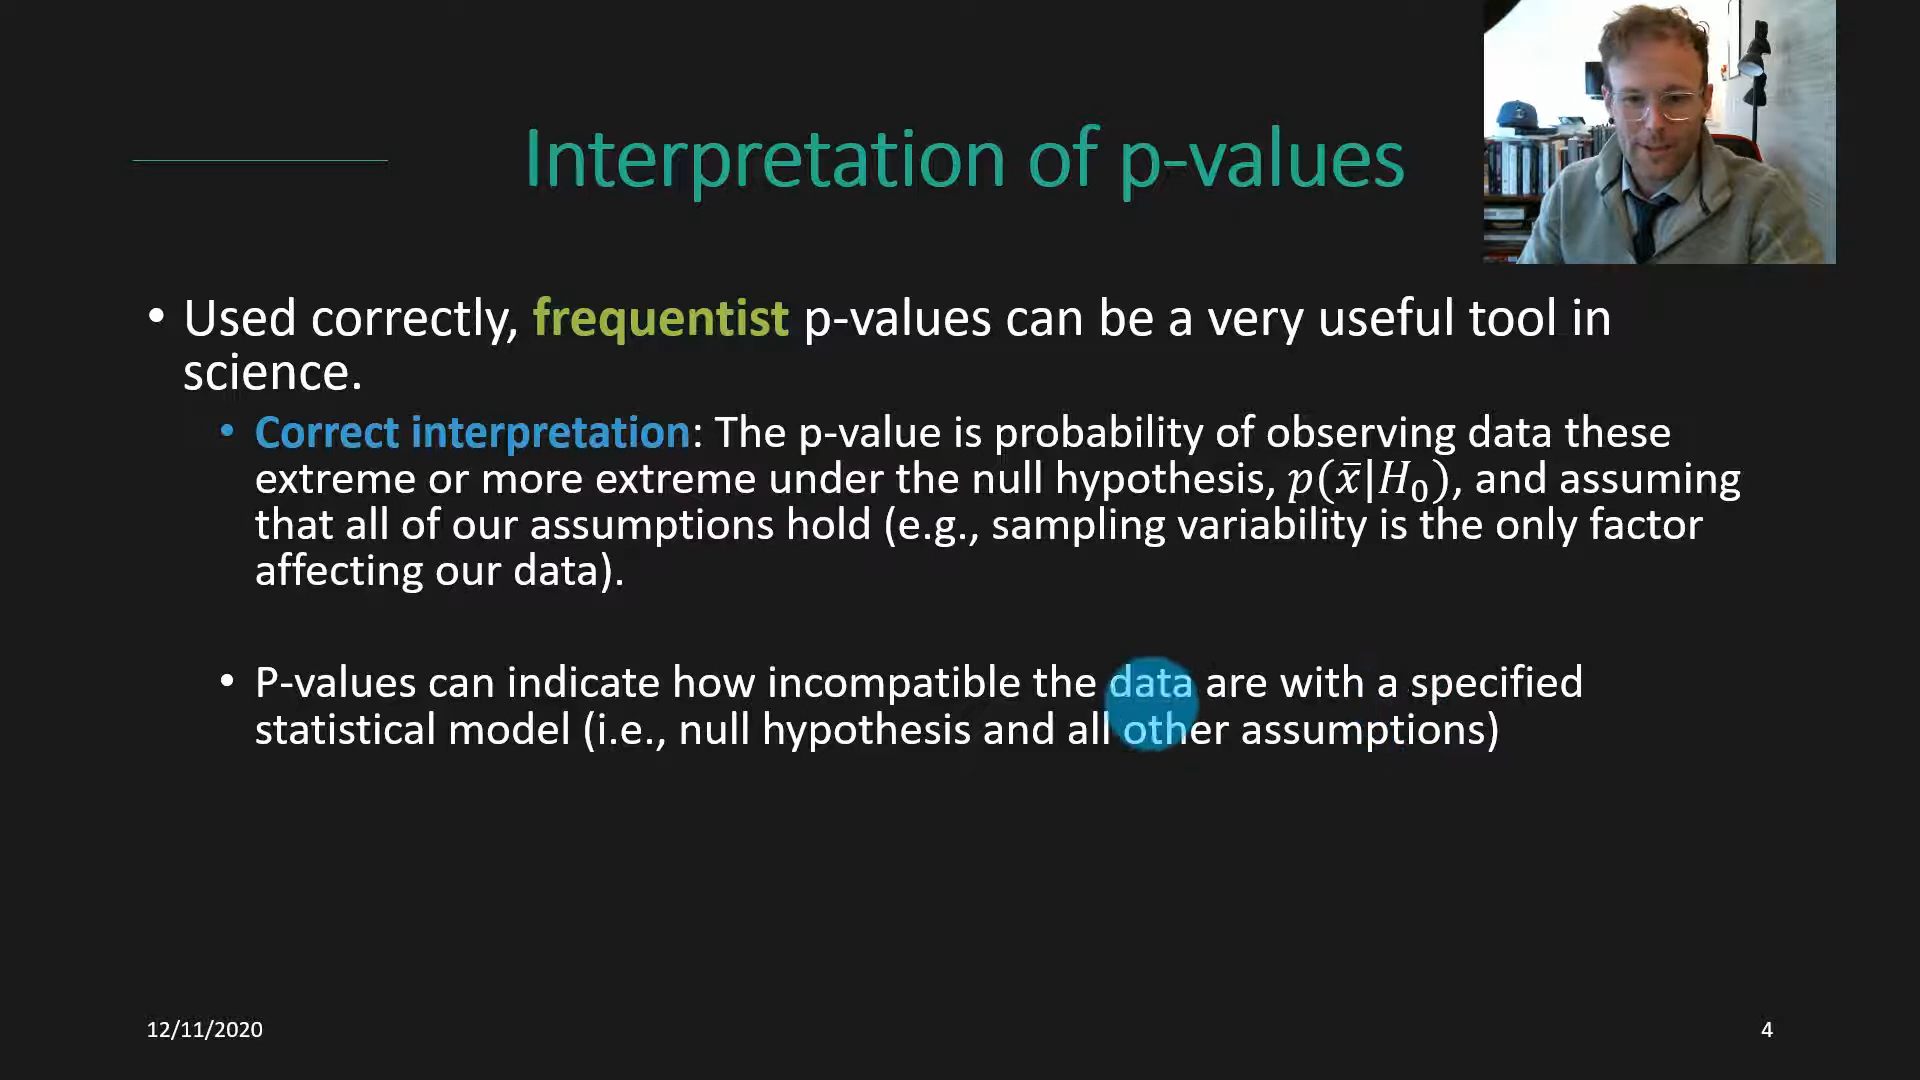 Interpretation of p-values
• Used correctly, frequentist p-values can be a very useful tool in
science.
• Correct interpretation: The p-value is probability of observing data these
extreme or more extreme under the null hypothesis, p(x̄|H₀), and assuming
that all of our assumptions hold (e.g., sampling variability is the only factor
affecting our data).
• P-values can indicate how incompatible the data are with a specified
statistical model (i.e., null hypothesis and all other assumptions)
12/11/2020
4